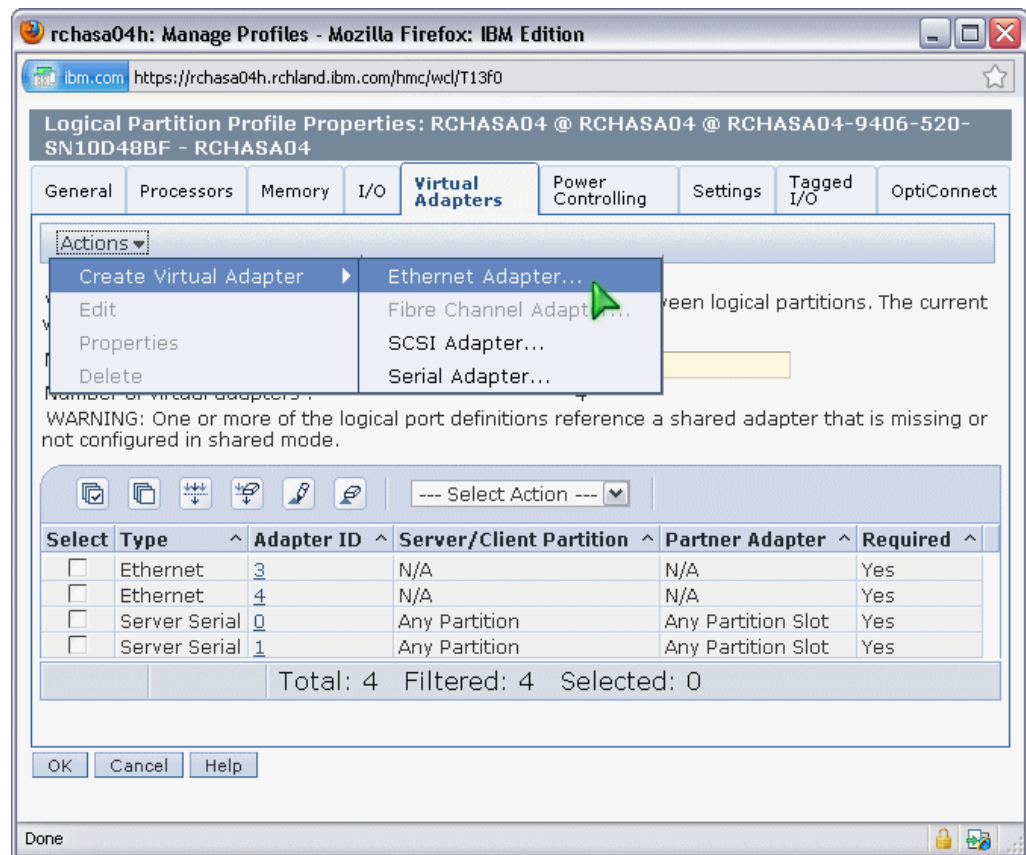 rchasa04h: Manage Profiles - Mozilla Firefox: IBM Edition
ibm.com https://rchasa04h.rchland.ibm.com/hmc/wcl/T13f0
Logical Partition Profile Properties: RCHASA04 @ RCHASA04 @ RCHASA04-9406-520-
SN10D48BF - RCHASA04
General Processors Memory I/O Virtual Adapters Power Controlling Settings Tagged I/O OptiConnect
Actions
Create Virtual Adapter Ethernet Adapter...
Edit Fibre Channel Adapter...
Properties SCSI Adapter...
Delete Serial Adapter...
logical partitions. The current
Number of virtual adapters :
WARNING: One or more of the logical port definitions reference a shared adapter that is missing or
not configured in shared mode.
--- Select Action ---
Select Type ^ Adapter ID ^ Server/Client Partition ^ Partner Adapter ^ Required ^
Ethernet 3 N/A N/A Yes
Ethernet 4 N/A N/A Yes
Server Serial 0 Any Partition Any Partition Slot Yes
Server Serial 1 Any Partition Any Partition Slot Yes
Total: 4 Filtered: 4 Selected: 0
OK Cancel Help
Done